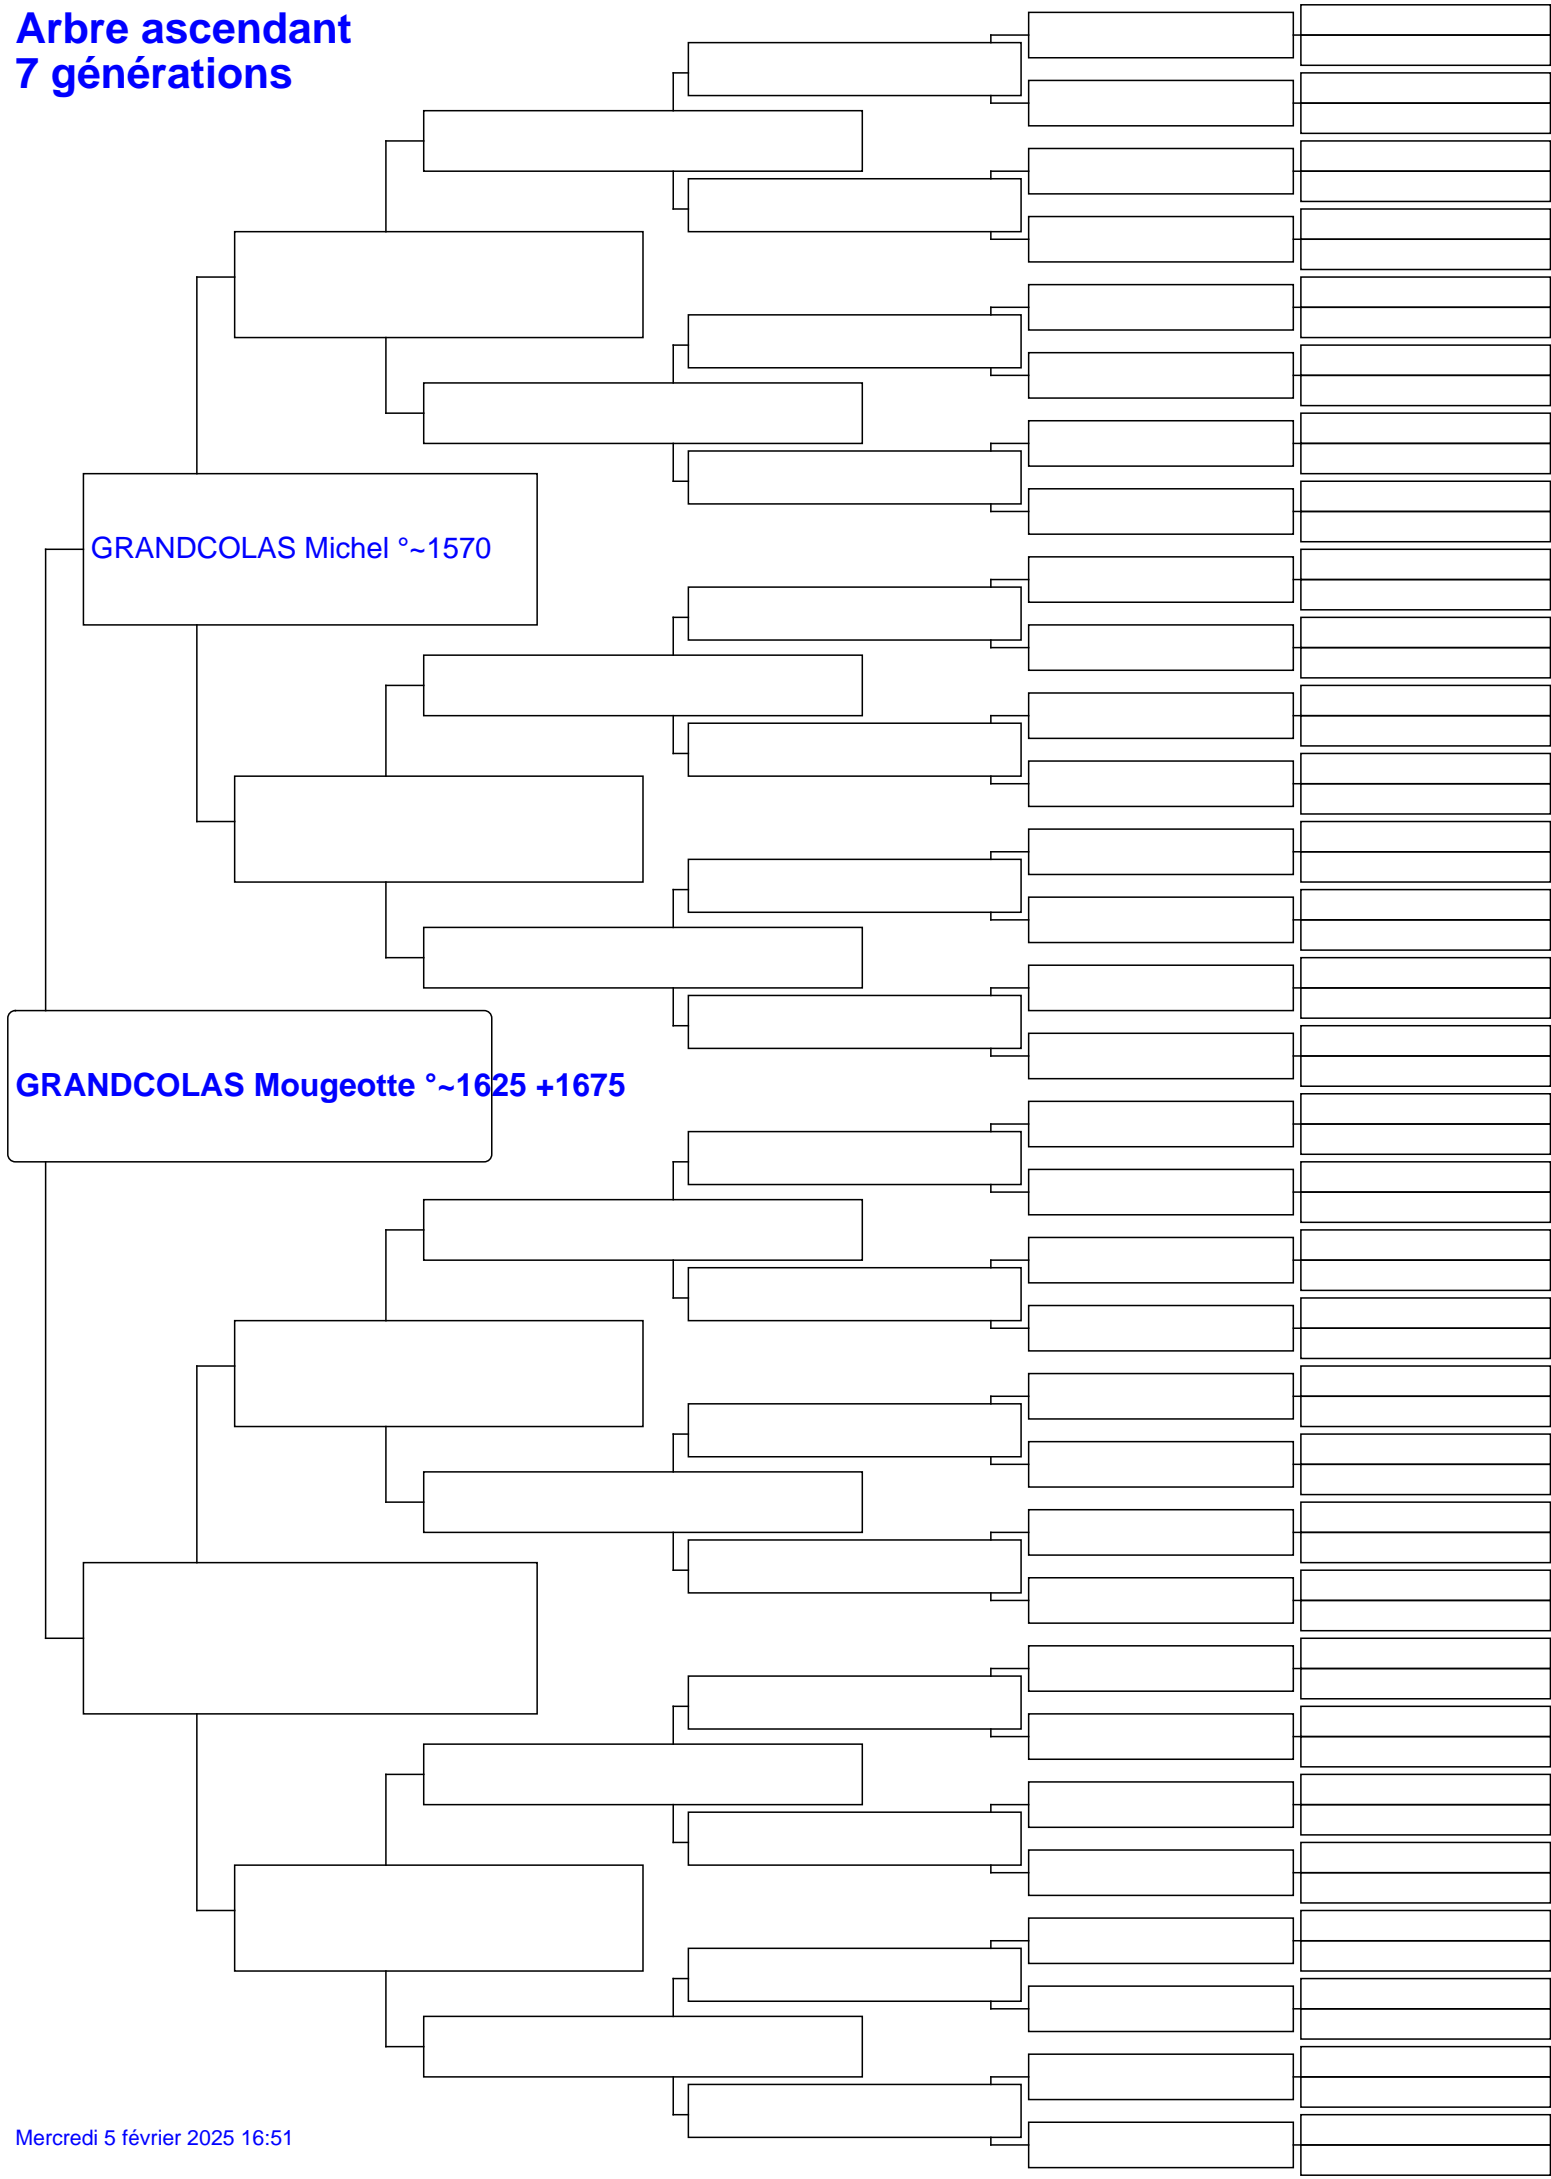 Arbre ascendant
7 générations
GRANDCOLAS Michel °~1570
GRANDCOLAS Mougeotte °~1625 +1675
Mercredi 5 février 2025 16:51